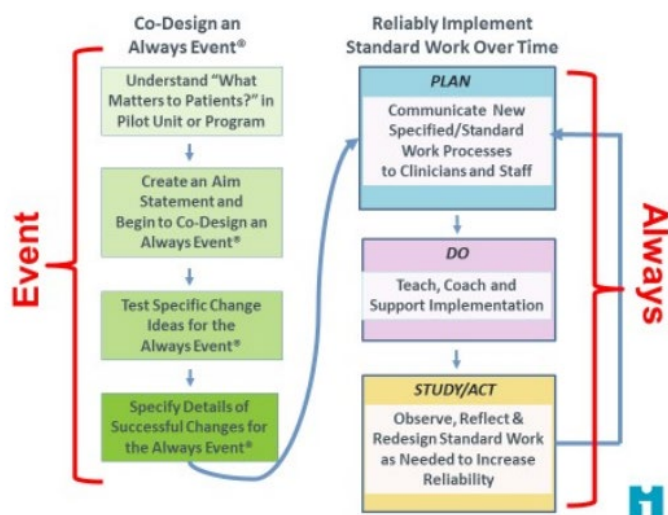 Co-Design an
Always Event®
Understand “What
Matters to Patients?” in
Pilot Unit or Program
Create an Aim
Statement and
Begin to Co-Design an
Always Event®
Test Specific Change
Ideas for the
Always Event®
Specify Details of
Successful Changes for
the Always Event®
Event
Reliably Implement
Standard Work Over Time
PLAN
Communicate New
Specified/Standard
Work Processes
to Clinicians and Staff
DO
Teach, Coach and
Support Implementation
STUDY/ACT
Observe, Reflect &
Redesign Standard Work
as Needed to Increase
Reliability
Always